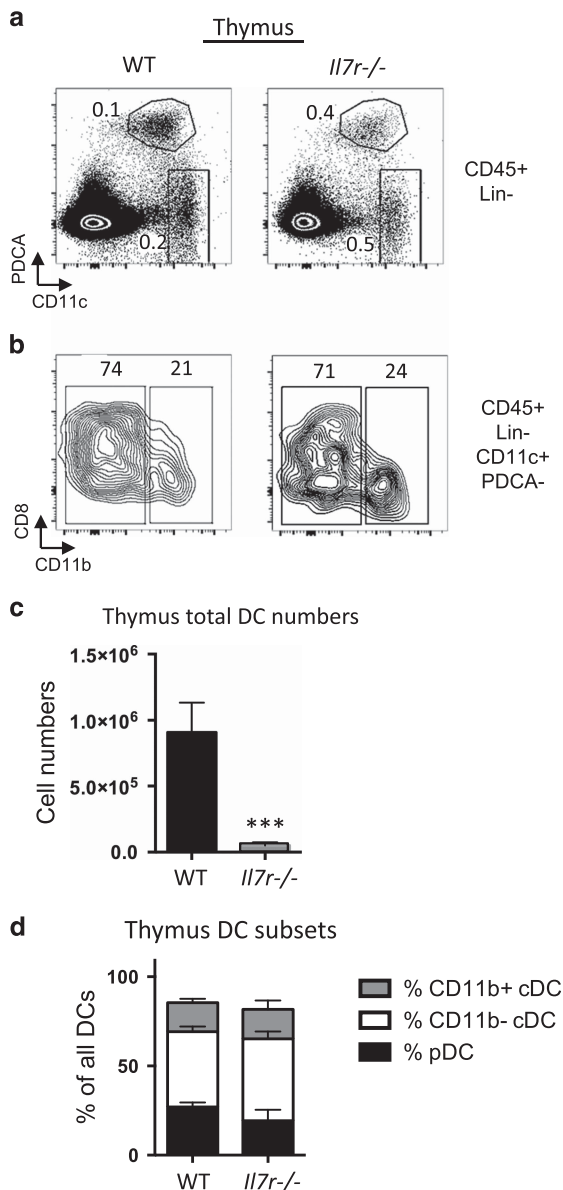 a
Thymus
WT
Il7r-/-
0.1
0.4
CD45+
Lin-
0.2
0.5
PDCA
CD11c
b
74
21
71
24
CD45+
Lin-
CD11c+
PDCA-
CD8
CD11b
c
Thymus total DC numbers
1.5×10⁶
1.0×10⁶
5.0×10⁵
0.0
Cell numbers
***
WT
Il7r-/-
d
Thymus DC subsets
100
50
0
% of all DCs
% CD11b+ cDC
% CD11b- cDC
% pDC
WT
Il7r-/-